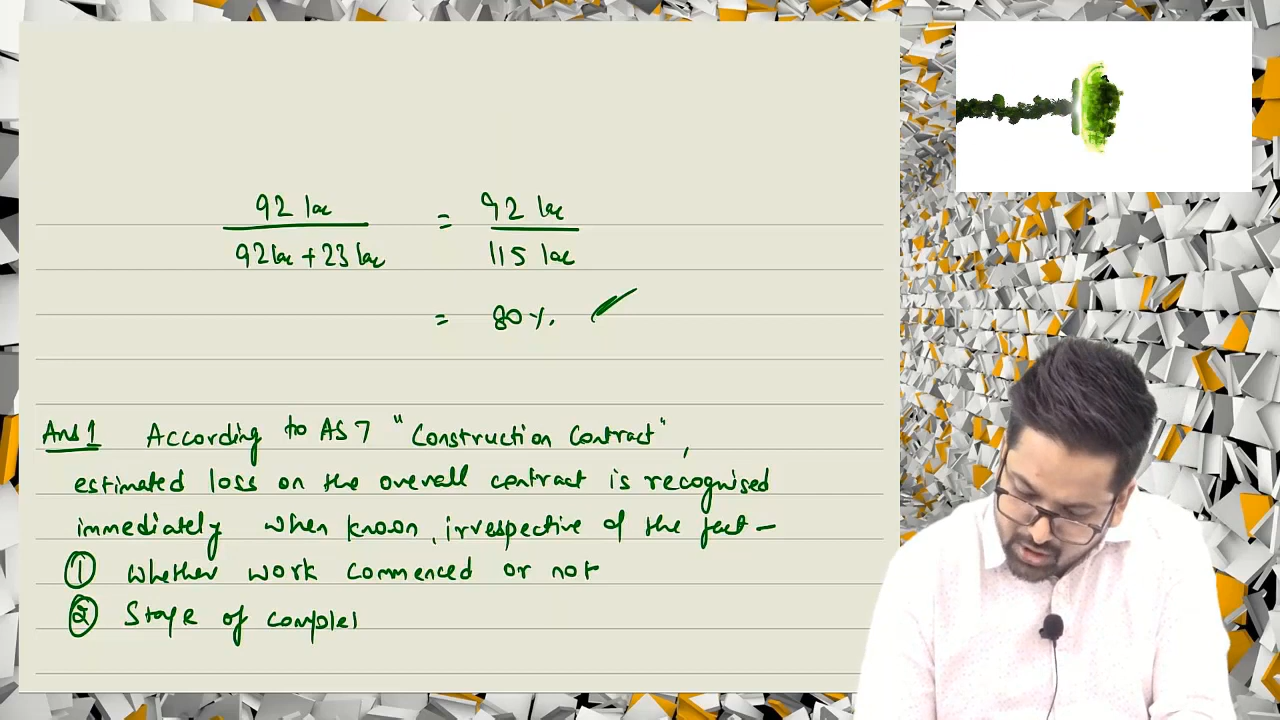 92 lac = 92 lac
92 lac + 23 lac 115 lac
= 80%.
Ans 1 According to AS 7 "Construction Contract",
estimated loss on the overall contract is recognised
immediately when known, irrespective of the fact -
① Whether work commenced or not
② Stage of complet